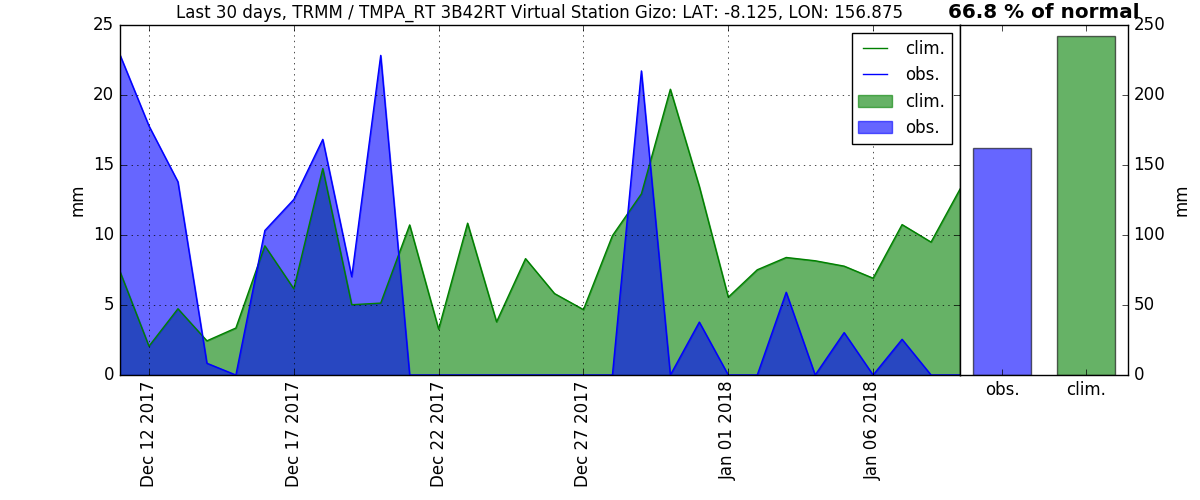 Last 30 days, TRMM / TMPA_RT 3B42RT Virtual Station Gizo: LAT: -8.125, LON: 156.875
66.8 % of normal
25
20
15
10
5
0
mm
clim.
obs.
clim.
obs.
250
200
150
100
50
0
mm
obs.
clim.
Dec 12 2017
Dec 17 2017
Dec 22 2017
Dec 27 2017
Jan 01 2018
Jan 06 2018